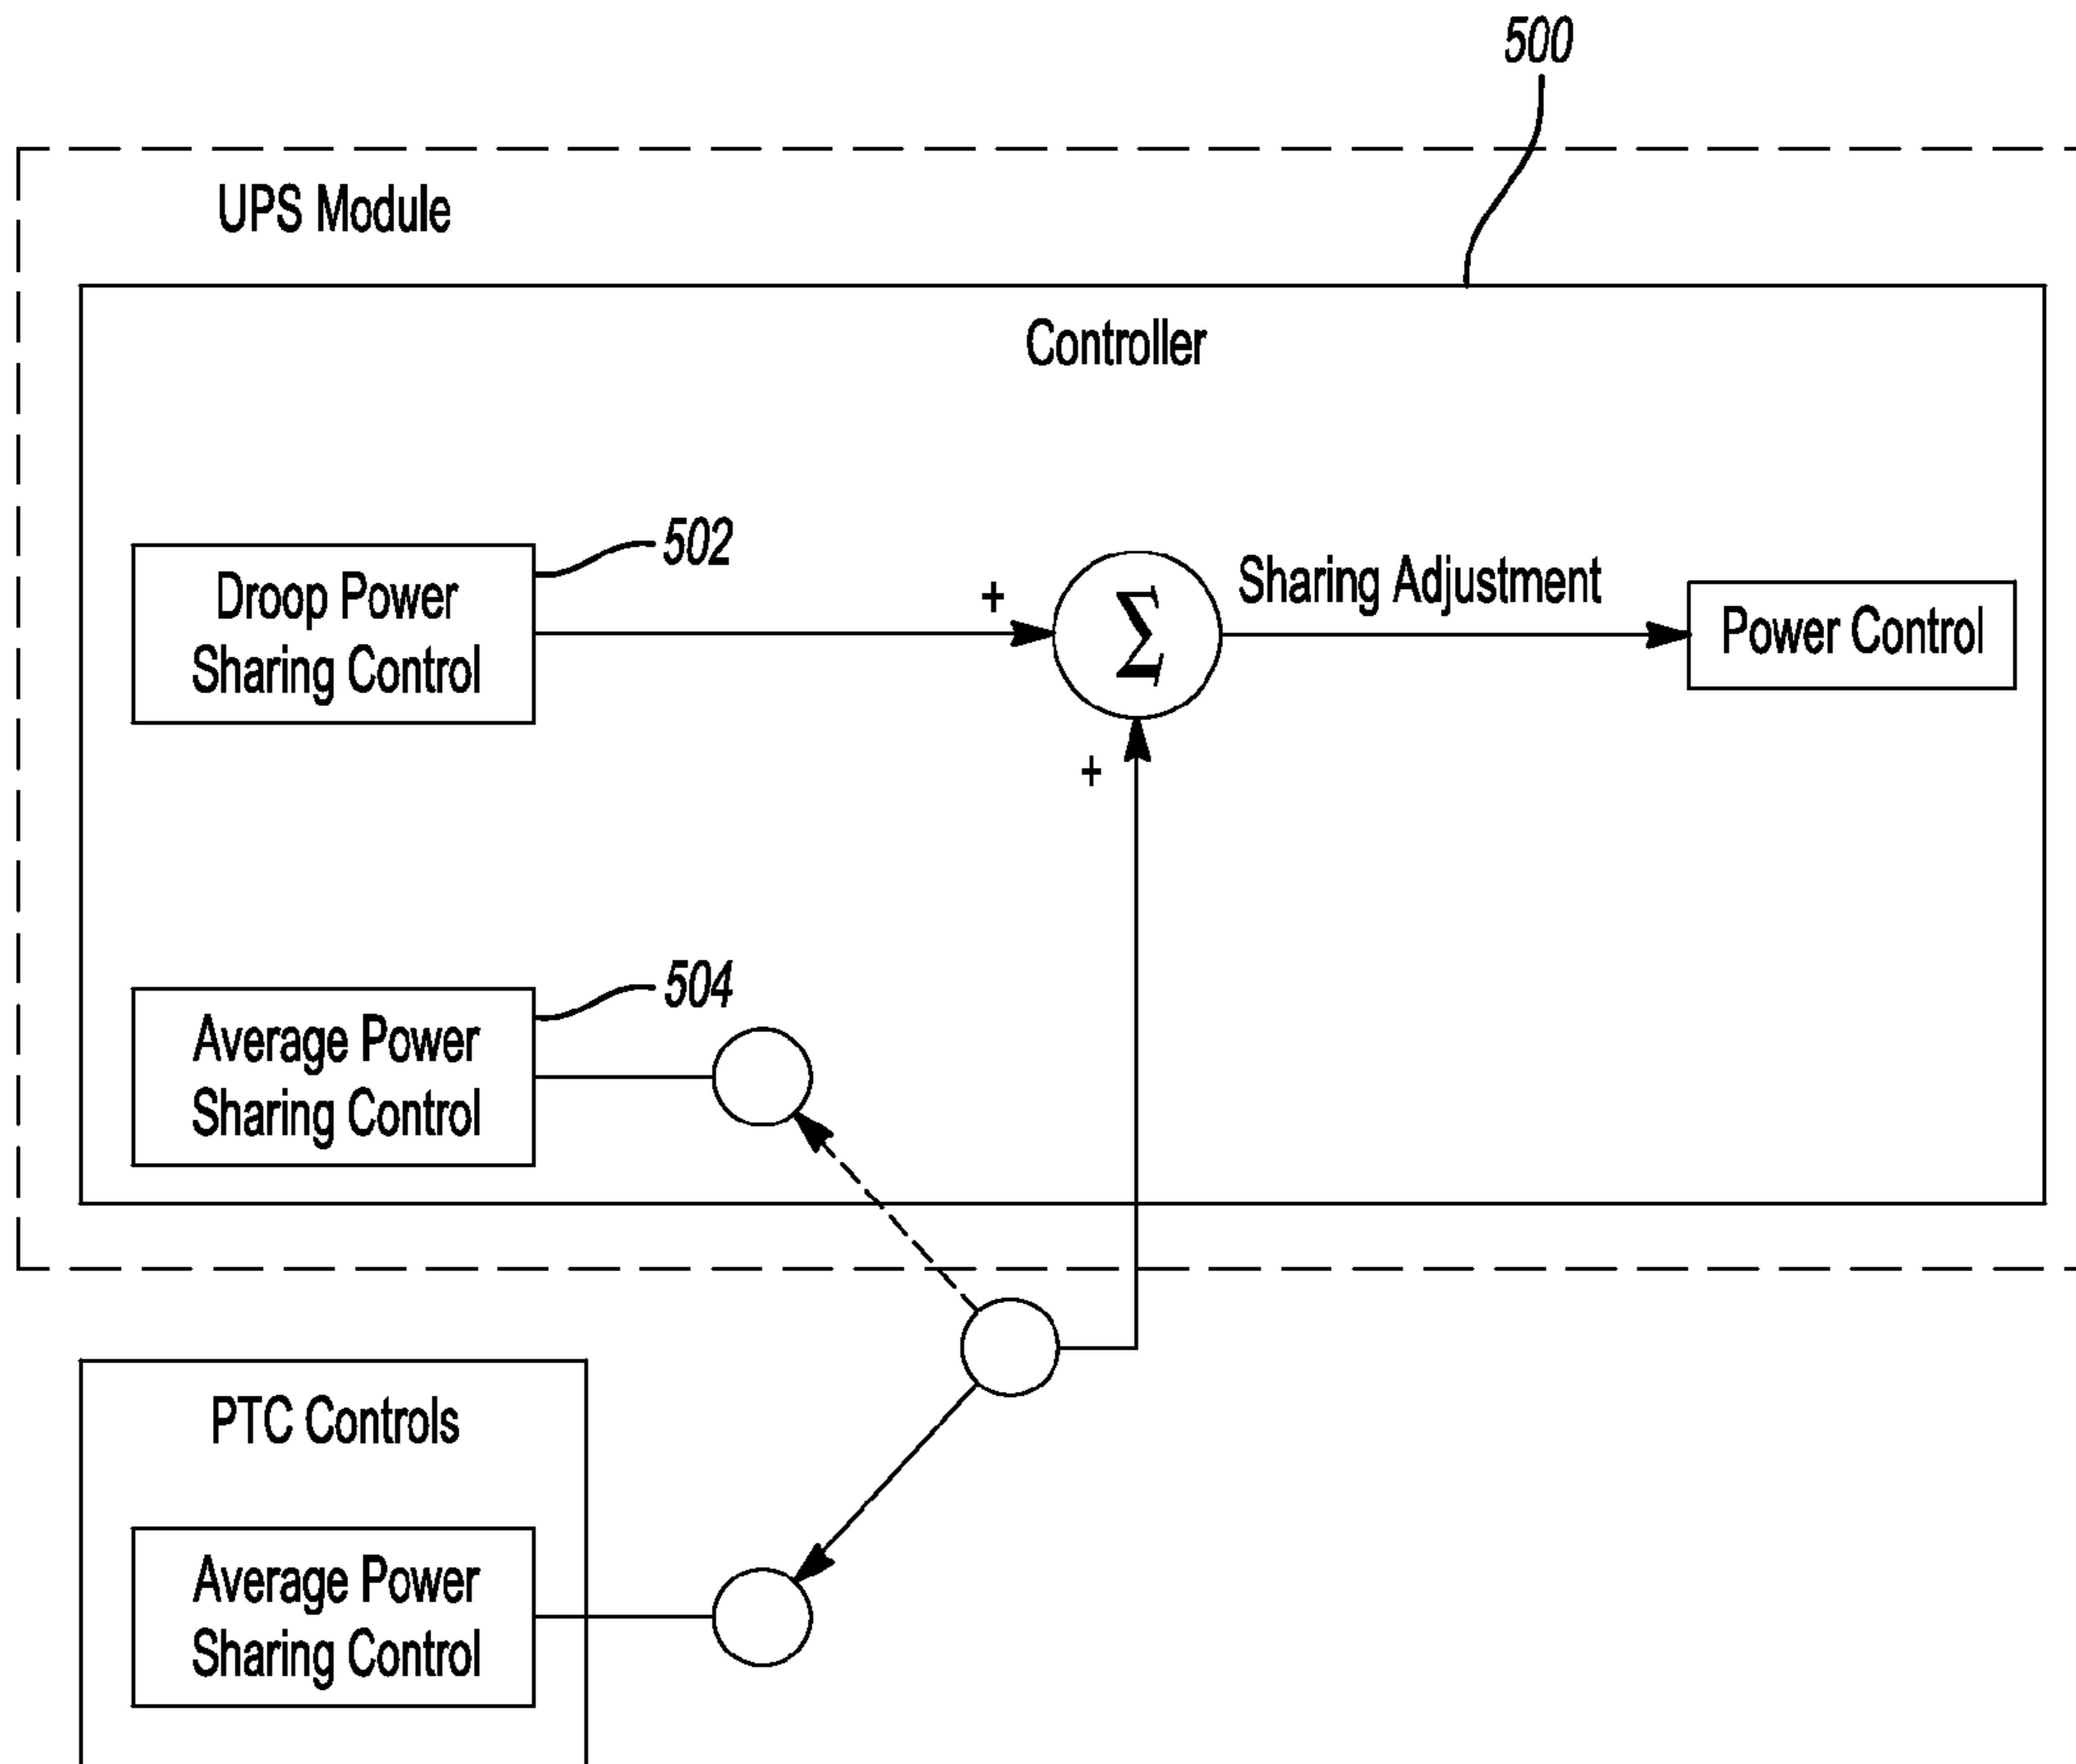 500
UPS Module
Controller
502
Droop Power
Sharing Control
+
Σ
Sharing Adjustment
Power Control
+
504
Average Power
Sharing Control
PTC Controls
Average Power
Sharing Control